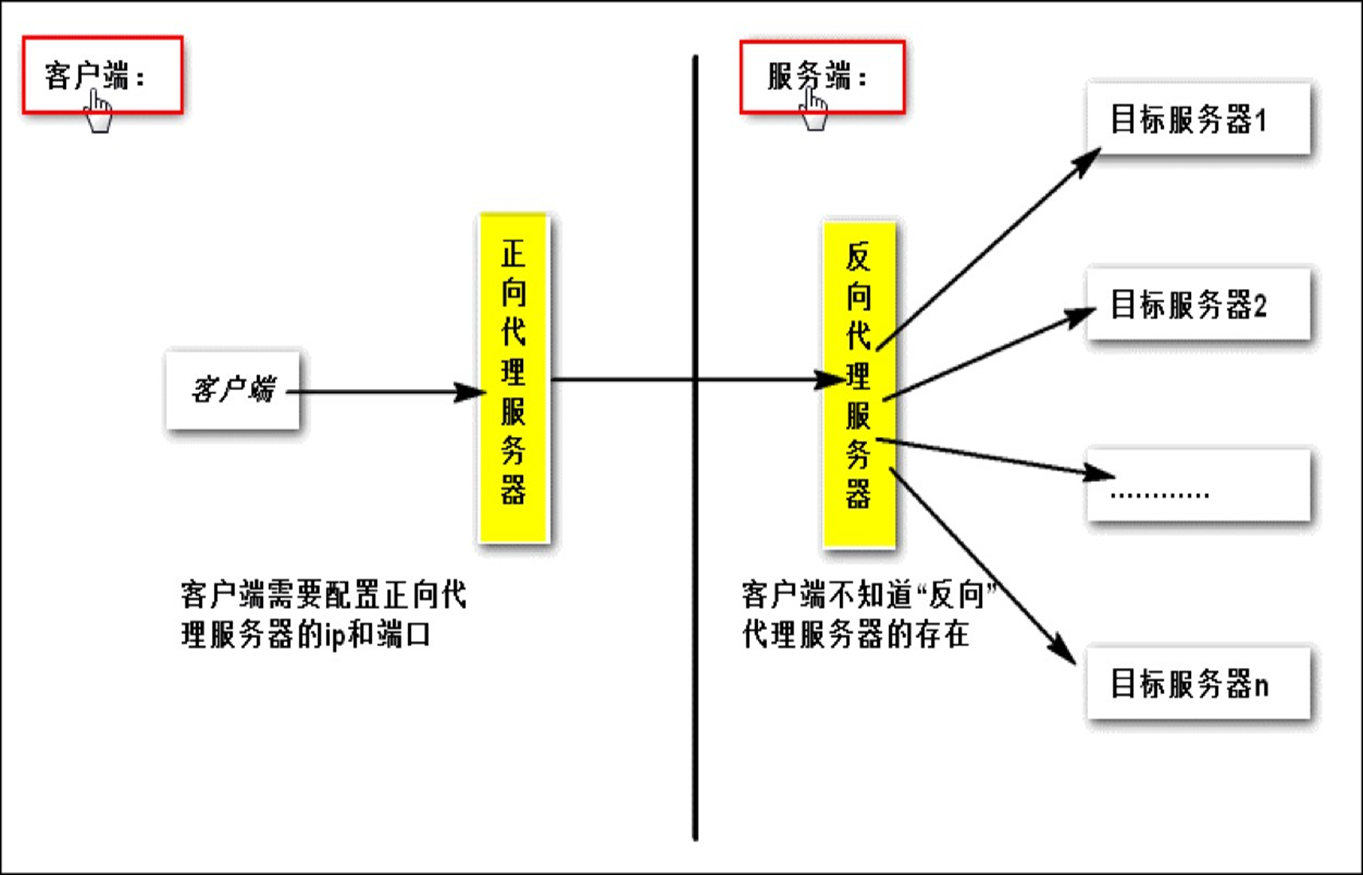 客户端：
服务端：
目标服务器1
正向代理服务器
反向代理服务器
目标服务器2
客户端
............
客户端需要配置正向代
理服务器的ip和端口
客户端不知道“反向”
代理服务器的存在
目标服务器n